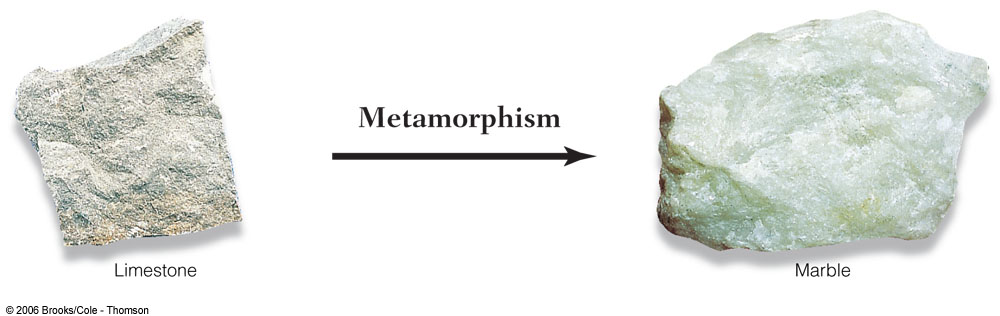 Metamorphism
Limestone
Marble
© 2006 Brooks/Cole - Thomson